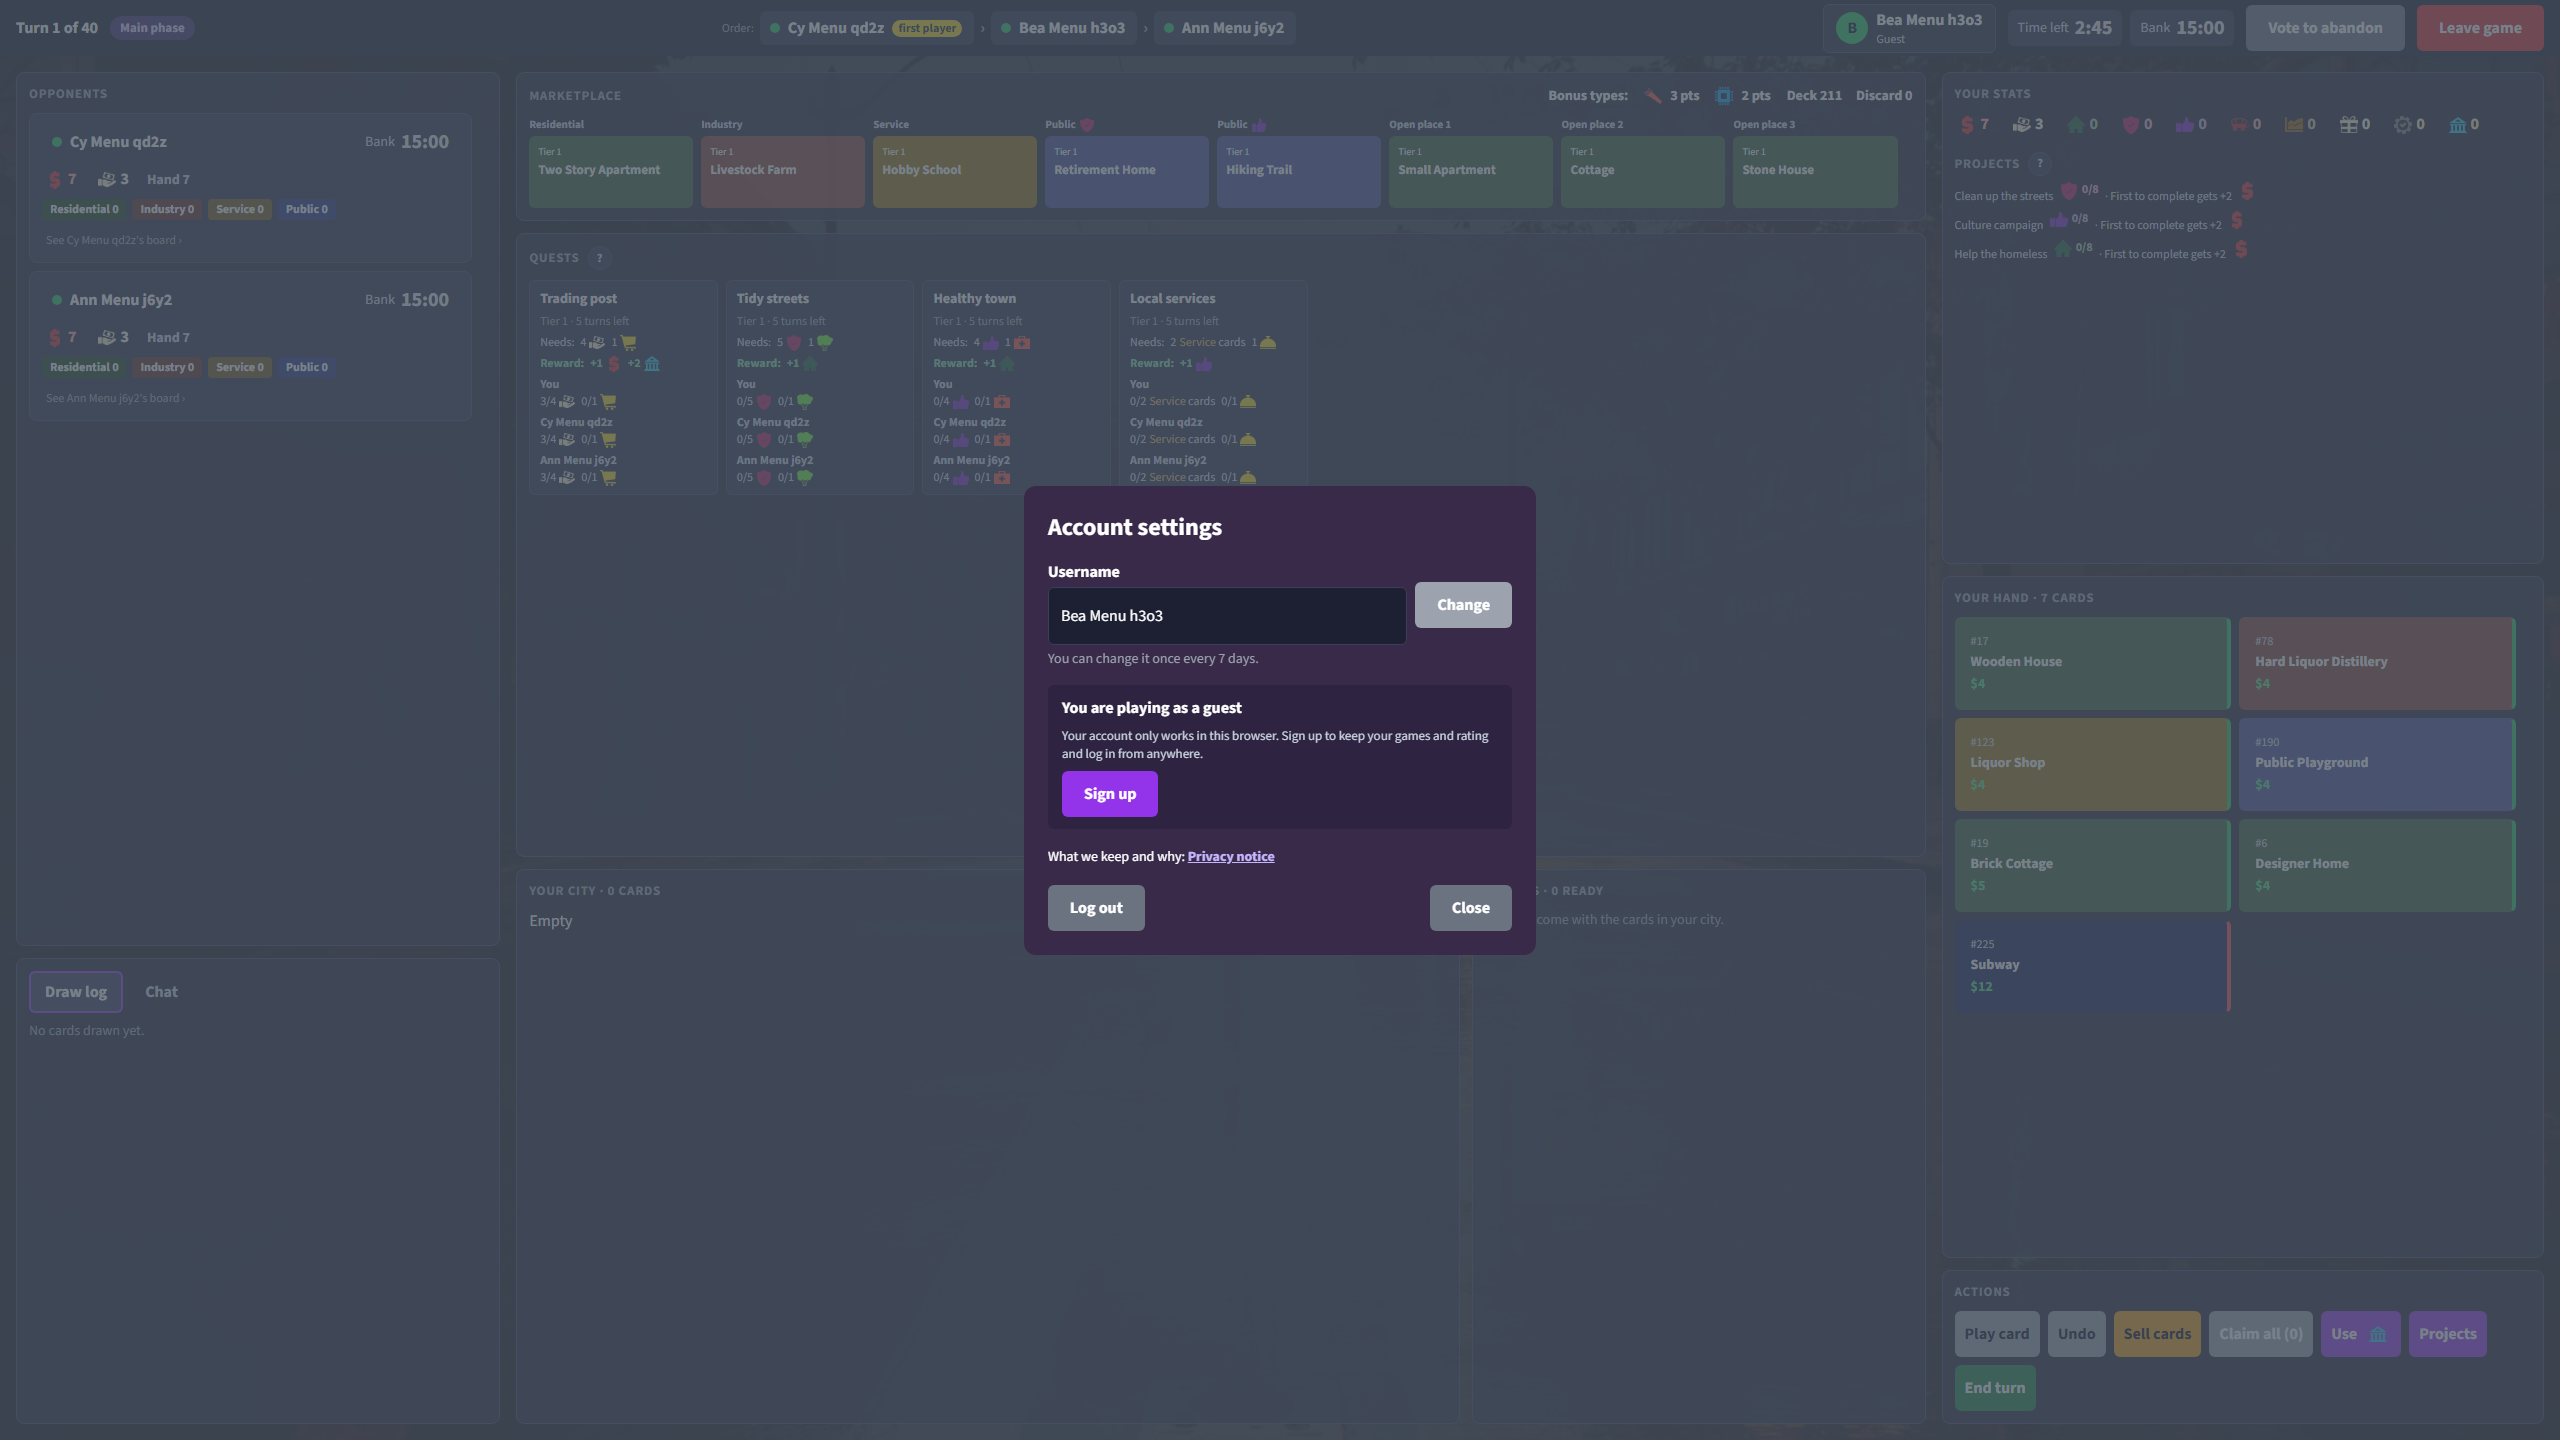 Turn 1 of 40 Main phase
Order: Cy Menu qd2z first player › Bea Menu h3o3 › Ann Menu j6y2
B Bea Menu h3o3
Guest
Time left 2:45 Bank 15:00 Vote to abandon Leave game
OPPONENTS
Cy Menu qd2z Bank 15:00
7 3 Hand 7
Residential 0 Industry 0 Service 0 Public 0
See Cy Menu qd2z's board ›
Ann Menu j6y2 Bank 15:00
7 3 Hand 7
Residential 0 Industry 0 Service 0 Public 0
See Ann Menu j6y2's board ›
Draw log Chat
No cards drawn yet.
MARKETPLACE
Bonus types: 3 pts 2 pts Deck 211 Discard 0
Residential Industry Service Public Public Open place 1 Open place 2 Open place 3
Tier 1 Tier 1 Tier 1 Tier 1 Tier 1 Tier 1 Tier 1 Tier 1
Two Story Apartment Livestock Farm Hobby School Retirement Home Hiking Trail Small Apartment Cottage Stone House
QUESTS ?
Trading post
Tier 1 · 5 turns left
Needs: 4 1
Reward: +1 $ +2
You
3/4 0/1
Cy Menu qd2z
3/4 0/1
Ann Menu j6y2
3/4 0/1
Tidy streets
Tier 1 · 5 turns left
Needs: 5 1
Reward: +1
You
0/5 0/1
Cy Menu qd2z
0/5 0/1
Ann Menu j6y2
0/5 0/1
Healthy town
Tier 1 · 5 turns left
Needs: 4 1
Reward: +1
You
0/4 0/1
Cy Menu qd2z
0/4 0/1
Ann Menu j6y2
0/4 0/1
Local services
Tier 1 · 5 turns left
Needs: 2 Service cards 1
Reward: +1
You
0/2 Service cards 0/1
Cy Menu qd2z
0/2 Service cards 0/1
Ann Menu j6y2
0/2 Service cards 0/1
Account settings
Username
Bea Menu h3o3 Change
You can change it once every 7 days.
You are playing as a guest
Your account only works in this browser. Sign up to keep your games and rating
and log in from anywhere.
Sign up
What we keep and why: Privacy notice
Log out Close
YOUR CITY · 0 CARDS
Empty
· 0 READY
come with the cards in your city.
YOUR STATS
$ 7 3 0 0 0 0 0 0 0 0
PROJECTS ?
Clean up the streets 0/8 · First to complete gets +2 $
Culture campaign 0/8 · First to complete gets +2 $
Help the homeless 0/8 · First to complete gets +2 $
YOUR HAND · 7 CARDS
#17
Wooden House
$4
#78
Hard Liquor Distillery
$4
#123
Liquor Shop
$4
#190
Public Playground
$4
#19
Brick Cottage
$5
#6
Designer Home
$4
#225
Subway
$12
ACTIONS
Play card Undo Sell cards Claim all (0) Use Projects
End turn